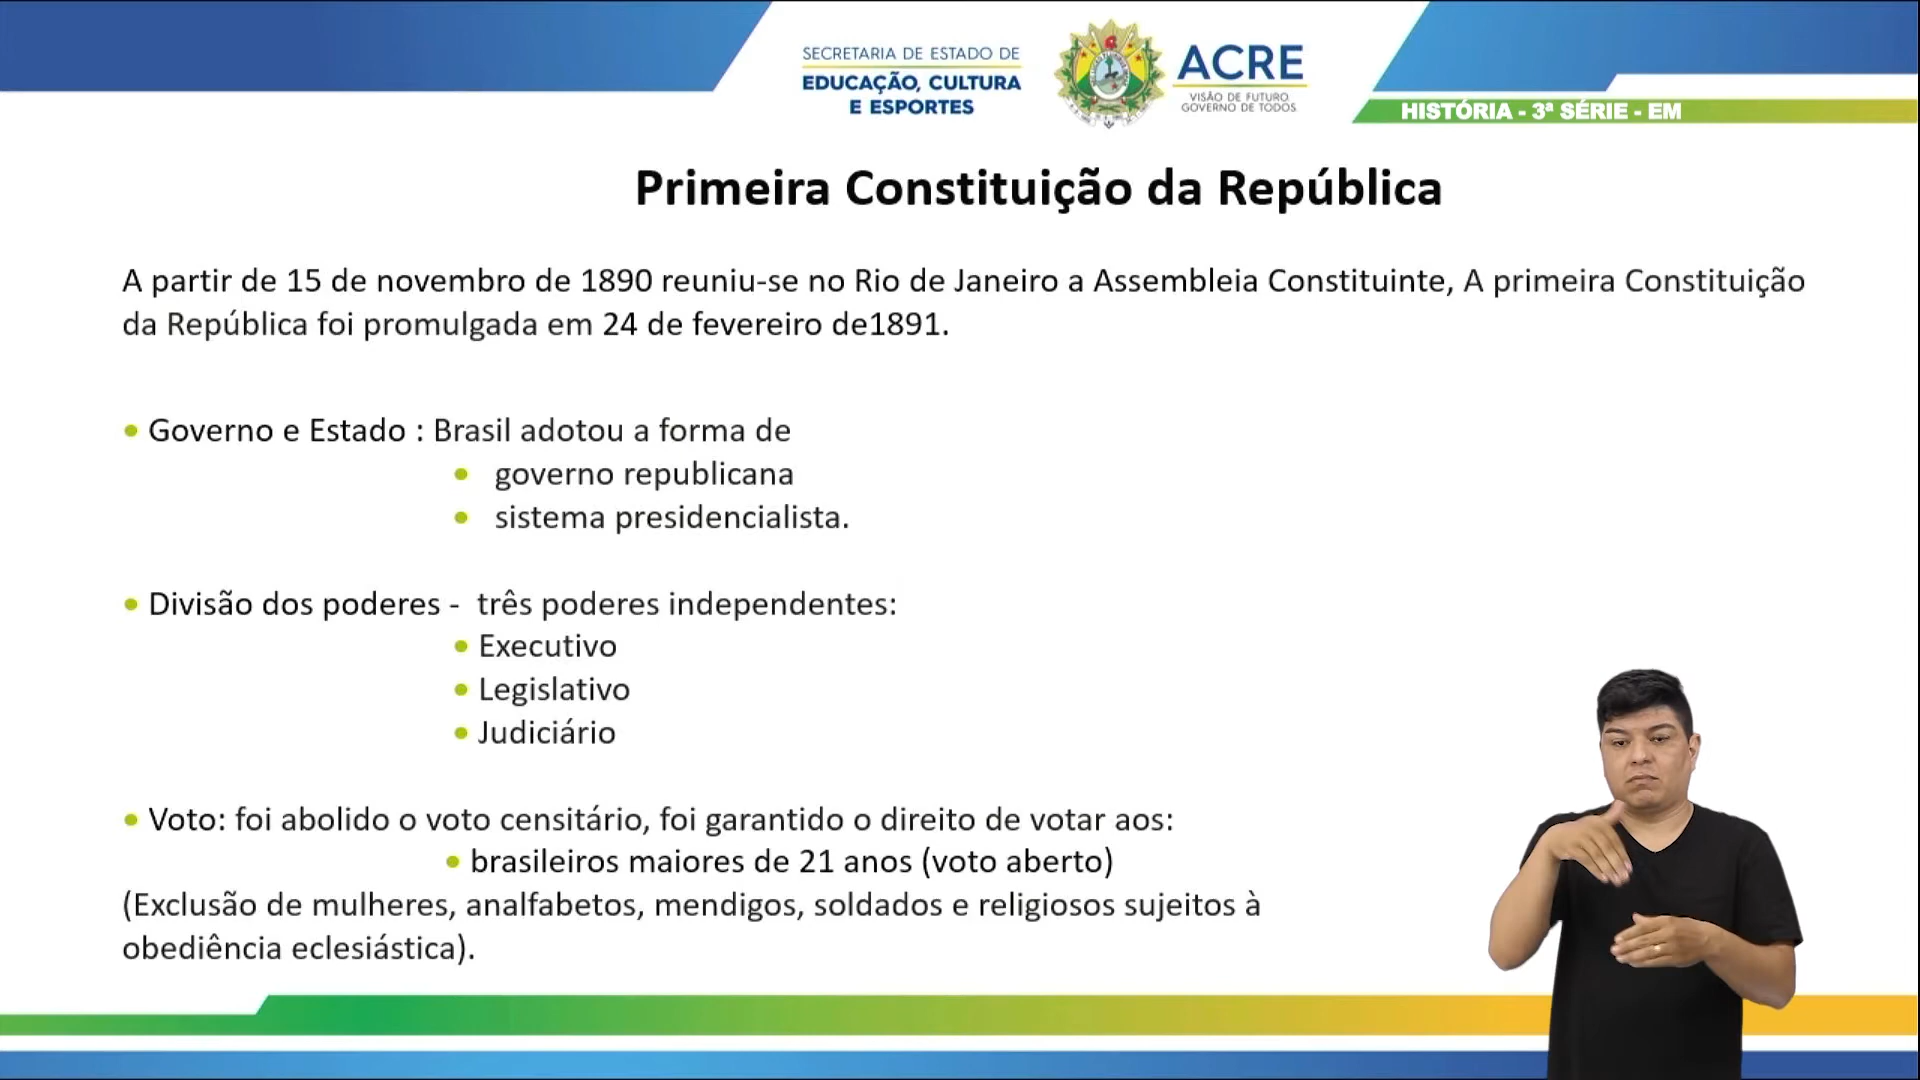 SECRETARIA DE ESTADO DE
EDUCAÇÃO, CULTURA
E ESPORTES
ACRE
VISÃO DE FUTURO.
GOVERNO DE TODOS.
HISTÓRIA - 3ª SÉRIE - EM
Primeira Constituição da República
A partir de 15 de novembro de 1890 reuniu-se no Rio de Janeiro a Assembleia Constituinte, A primeira Constituição
da República foi promulgada em 24 de fevereiro de1891.
• Governo e Estado : Brasil adotou a forma de
• governo republicana
• sistema presidencialista.
• Divisão dos poderes - três poderes independentes:
• Executivo
• Legislativo
• Judiciário
• Voto: foi abolido o voto censitário, foi garantido o direito de votar aos:
• brasileiros maiores de 21 anos (voto aberto)
(Exclusão de mulheres, analfabetos, mendigos, soldados e religiosos sujeitos à
obediência eclesiástica).